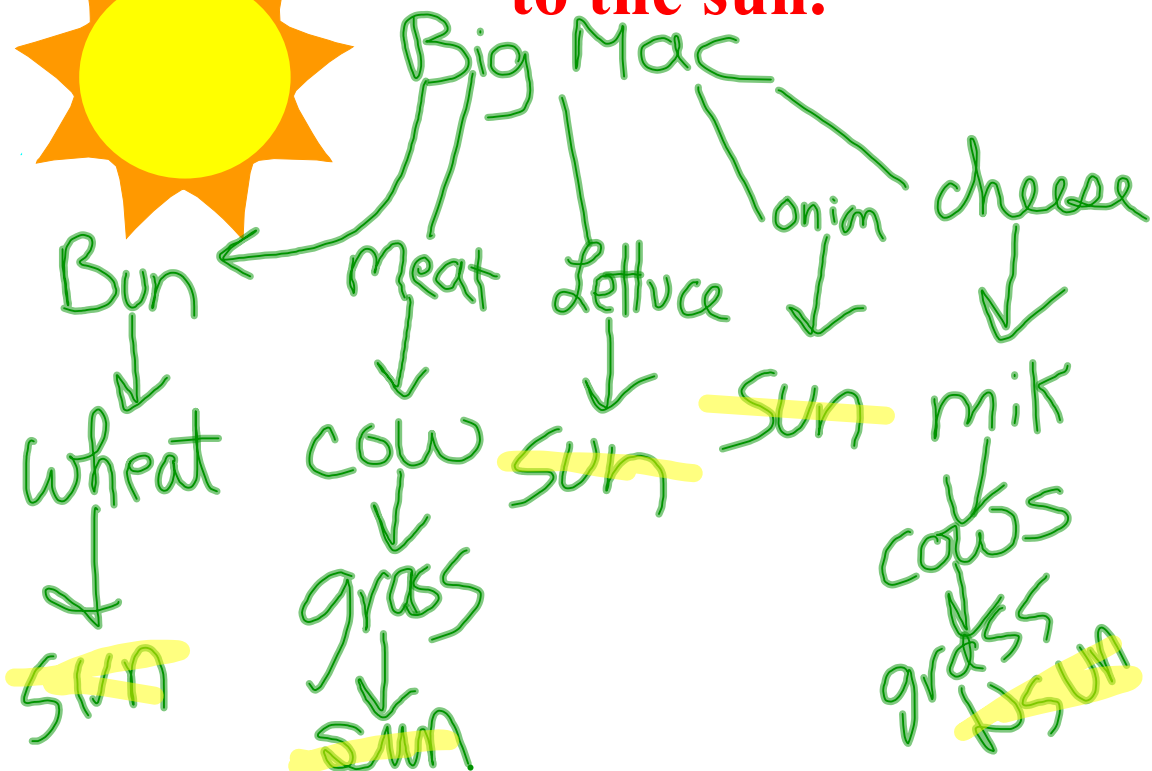 to the sun.
Big Mac
Bun
meat
Lettuce
onion
cheese
wheat
cow
sun
sun
mik
sun
grass
sun
cows
grass
sun